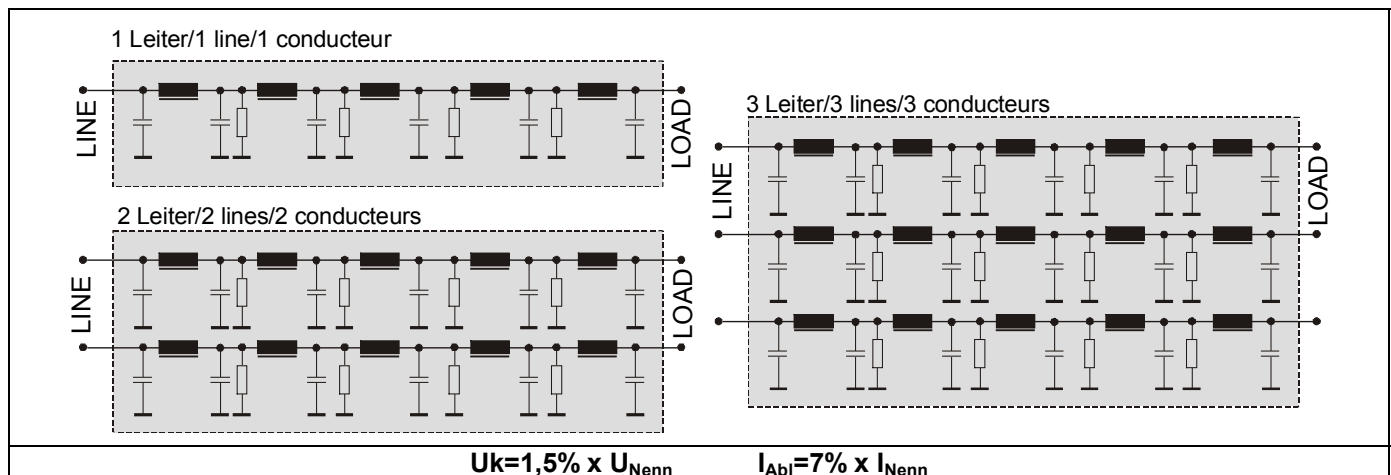 1 Leiter/1 line/1 conducteur
LINE
LOAD
2 Leiter/2 lines/2 conducteurs
LINE
LOAD
3 Leiter/3 lines/3 conducteurs
LINE
LOAD
Uk=1,5% x UNenn IAbl=7% x INenn